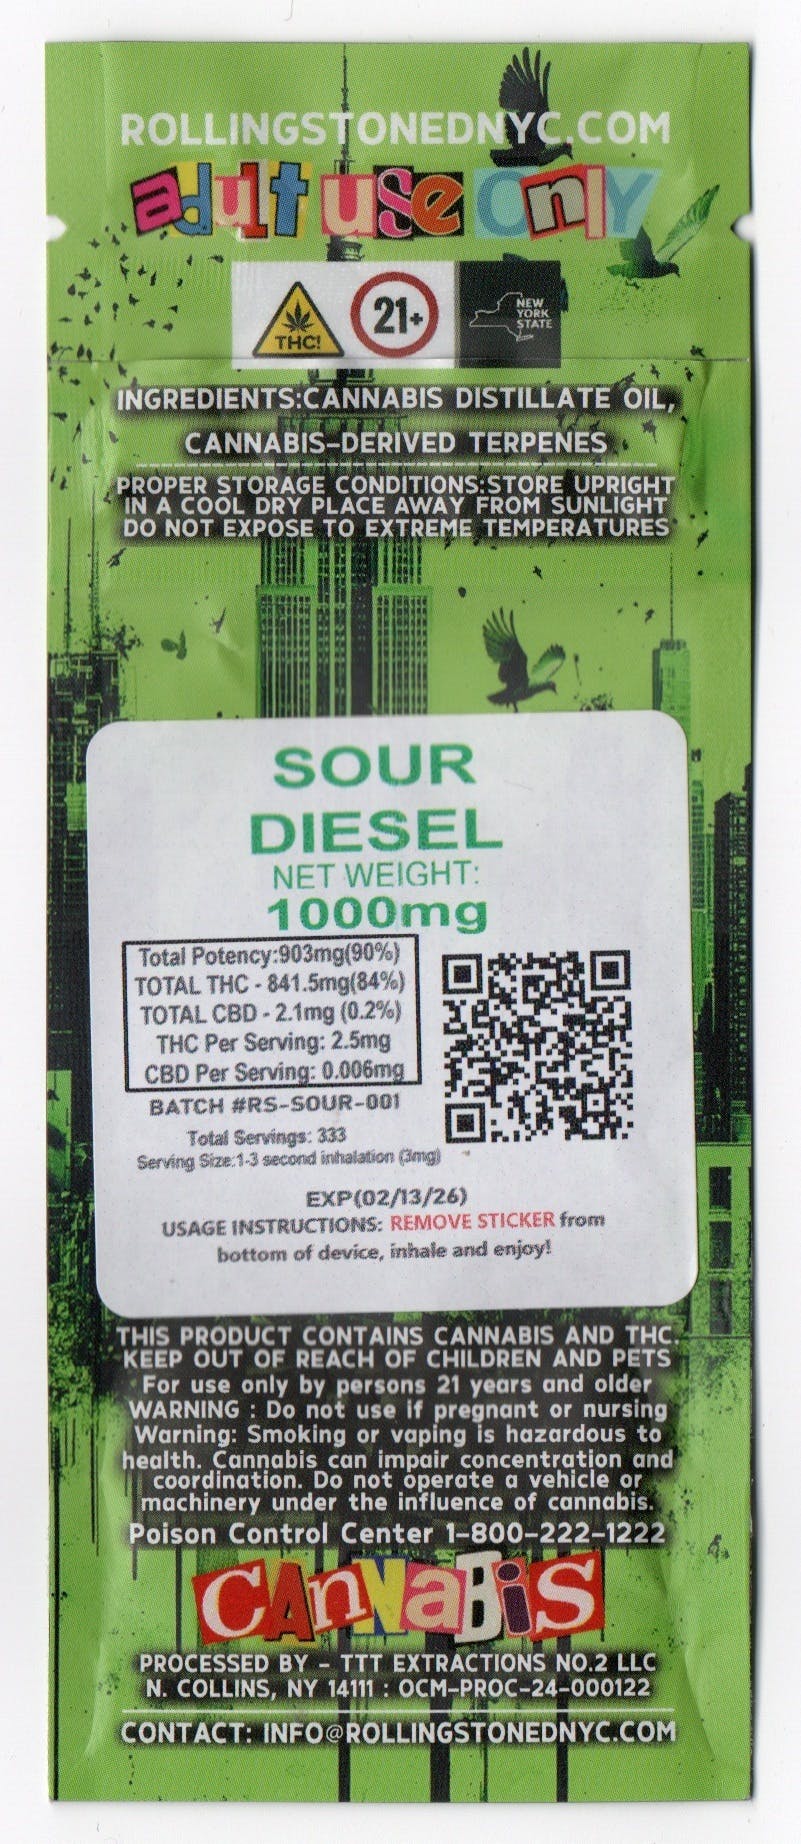 ROLLINGSTONEDNYC.COM
adult use Only
THC!
21+
NEW
YORK
STATE
INGREDIENTS:CANNABIS DISTILLATE OIL,
CANNABIS-DERIVED TERPENES
PROPER STORAGE CONDITIONS:STORE UPRIGHT
IN A COOL DRY PLACE AWAY FROM SUNLIGHT
DO NOT EXPOSE TO EXTREME TEMPERATURES
SOUR
DIESEL
NET WEIGHT:
1000mg
Total Potency:903mg(90%)
TOTAL THC - 841.5mg(84%)
TOTAL CBD - 2.1mg (0.2%)
THC Per Serving: 2.5mg
CBD Per Serving: 0.006mg
BATCH #RS-SOUR-001
Total Servings: 333
Serving Size:1-3 second inhalation (3mg)
EXP(02/13/26)
USAGE INSTRUCTIONS: REMOVE STICKER from
bottom of device, inhale and enjoy!
THIS PRODUCT CONTAINS CANNABIS AND THC.
KEEP OUT OF REACH OF CHILDREN AND PETS
For use only by persons 21 years and older
WARNING : Do not use if pregnant or nursing
Warning: Smoking or vaping is hazardous to
health. Cannabis can impair concentration and
coordination. Do not operate a vehicle or
machinery under the influence of cannabis.
Poison Control Center 1-800-222-1222
CAnNaBiS
PROCESSED BY - TTT EXTRACTIONS NO.2 LLC
N. COLLINS, NY 14111 : OCM-PROC-24-000122
CONTACT: INFO@ROLLINGSTONEDNYC.COM